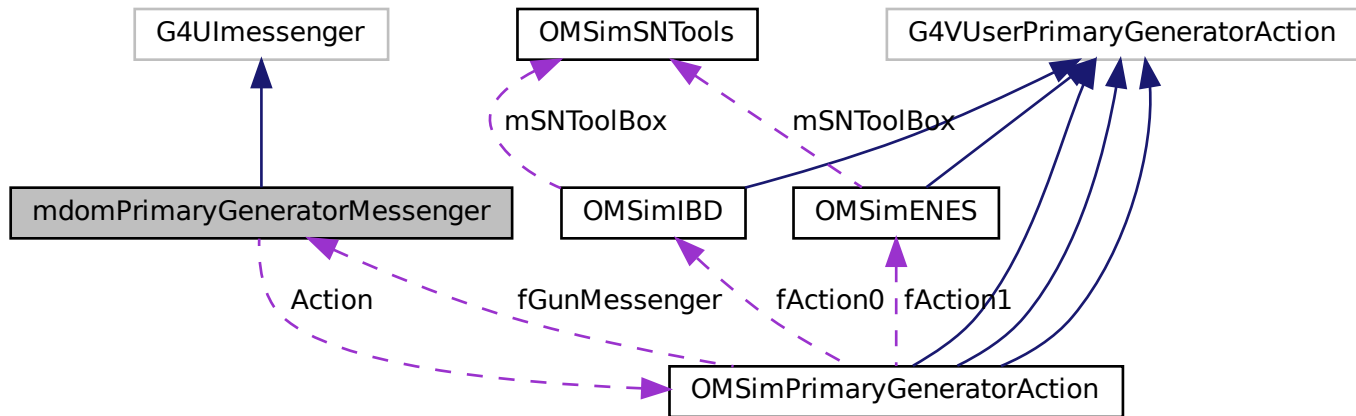 G4UImessenger
OMSimSNTools
G4VUserPrimaryGeneratorAction
mSNToolBox
mSNToolBox
mdomPrimaryGeneratorMessenger
OMSimIBD
OMSimENES
Action
fGunMessenger
fAction0
fAction1
OMSimPrimaryGeneratorAction